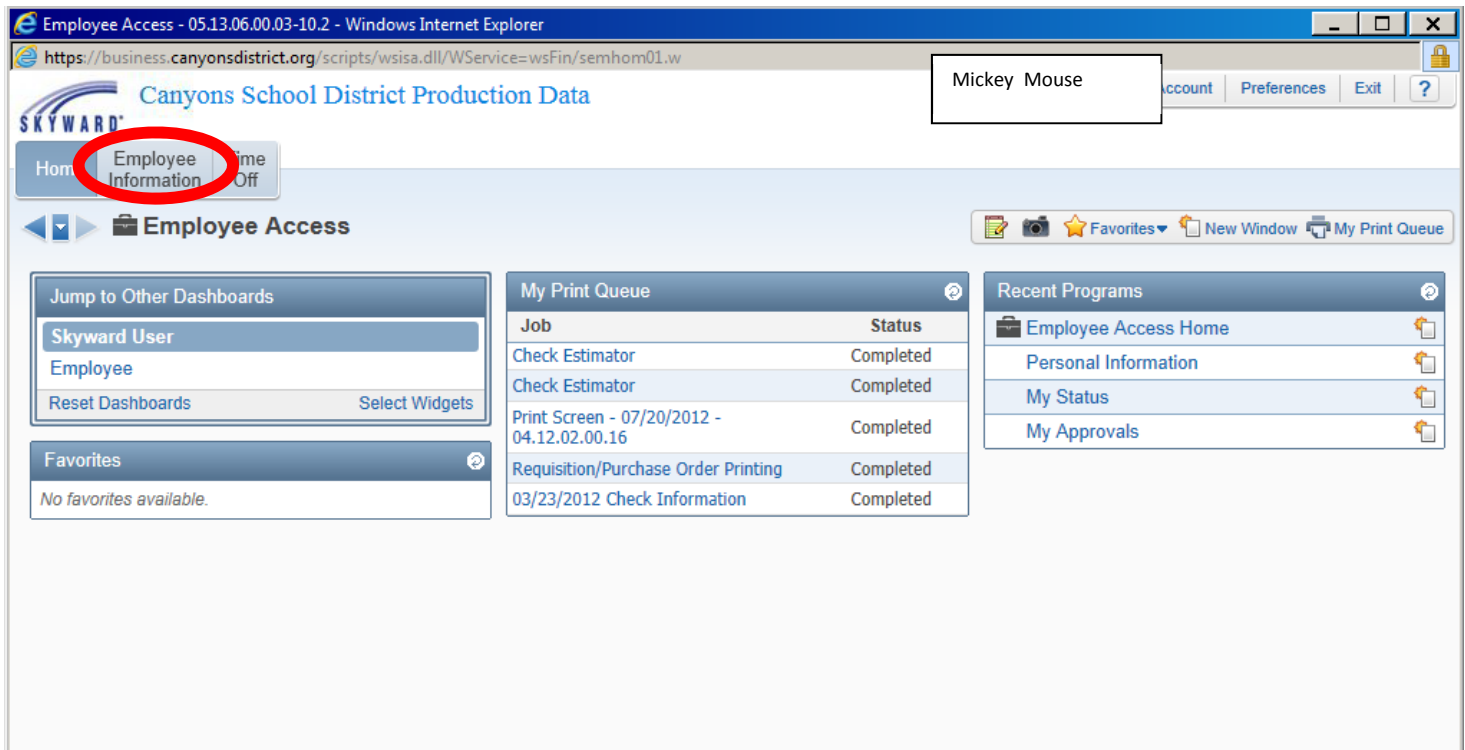 Employee Access - 05.13.06.00.03-10.2 - Windows Internet Explorer
https://business.canyonsdistrict.org/scripts/wsisa.dll/WService=wsFin/semhom01.w
Mickey Mouse
Account Preferences Exit ?
SKYWARD
Canyons School District Production Data
Home
Employee
Information
Time
Off
Employee Access
Favorites New Window My Print Queue
Jump to Other Dashboards
Skyward User
Employee
Reset Dashboards Select Widgets
Favorites
No favorites available.
My Print Queue
Job Status
Check Estimator Completed
Check Estimator Completed
Print Screen - 07/20/2012 -
04.12.02.00.16 Completed
Requisition/Purchase Order Printing Completed
03/23/2012 Check Information Completed
Recent Programs
Employee Access Home
Personal Information
My Status
My Approvals